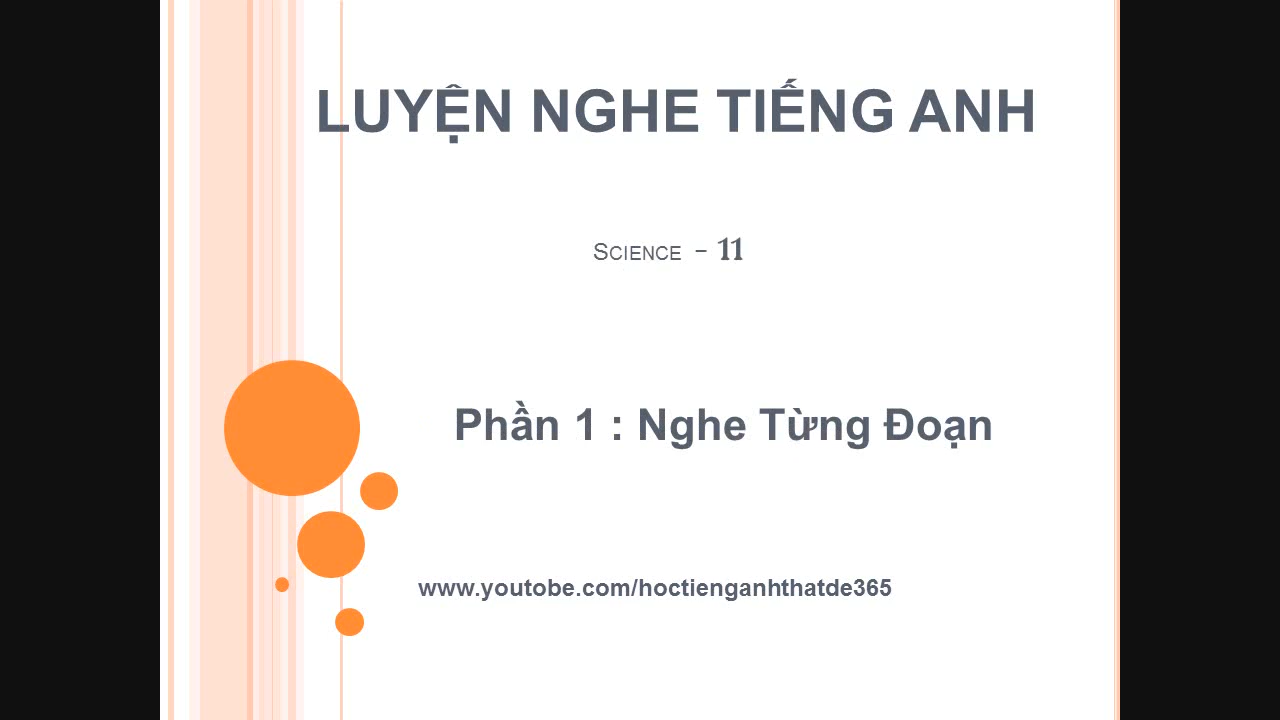 LUYỆN NGHE TIẾNG ANH
SCIENCE - 11
Phần 1 : Nghe Từng Đoạn
www.youtobe.com/hoctienganhthatde365